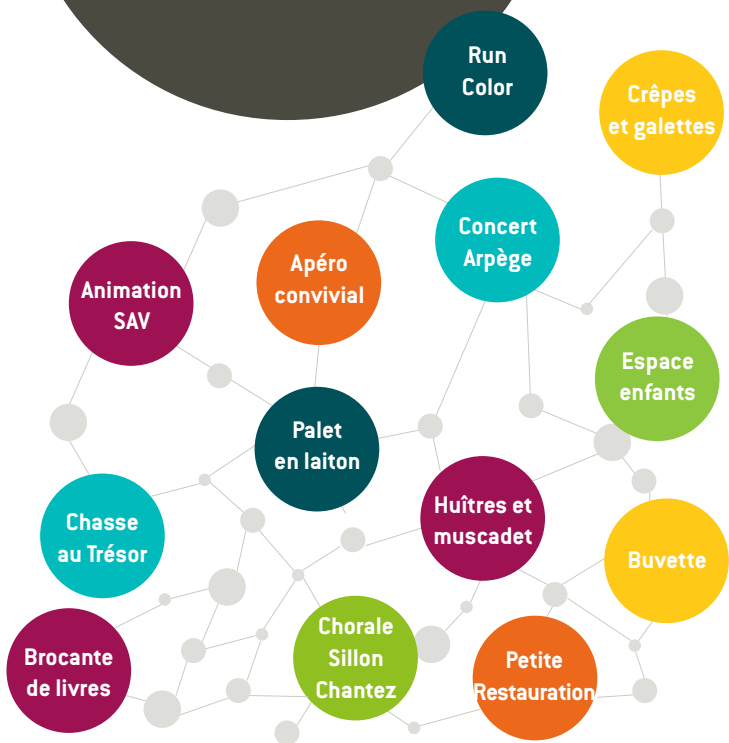 Run
Color
Crêpes
et galettes
Concert
Arpège
Apéro
convivial
Animation
SAV
Espace
enfants
Palet
en laiton
Huîtres et
muscadet
Chasse
au Trésor
Buvette
Chorale
Sillon
Chantez
Brocante
de livres
Petite
Restauration